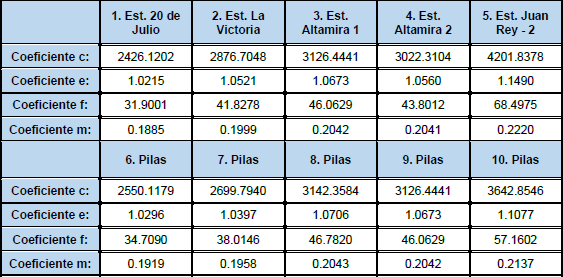 1. Est. 20 de Julio 2. Est. La Victoria 3. Est. Altamira 1 4. Est. Altamira 2 5. Est. Juan Rey - 2
Coeficiente c: 2426.1202 2876.7048 3126.4441 3022.3104 4201.8378
Coeficiente e: 1.0215 1.0521 1.0673 1.0560 1.1490
Coeficiente f: 31.9001 41.8278 46.0629 43.8012 68.4975
Coeficiente m: 0.1885 0.1999 0.2042 0.2041 0.2220
6. Pilas 7. Pilas 8. Pilas 9. Pilas 10. Pilas
Coeficiente c: 2550.1179 2699.7940 3142.3584 3126.4441 3642.8546
Coeficiente e: 1.0296 1.0397 1.0706 1.0673 1.1077
Coeficiente f: 34.7090 38.0146 46.7820 46.0629 57.1602
Coeficiente m: 0.1919 0.1958 0.2043 0.2042 0.2137